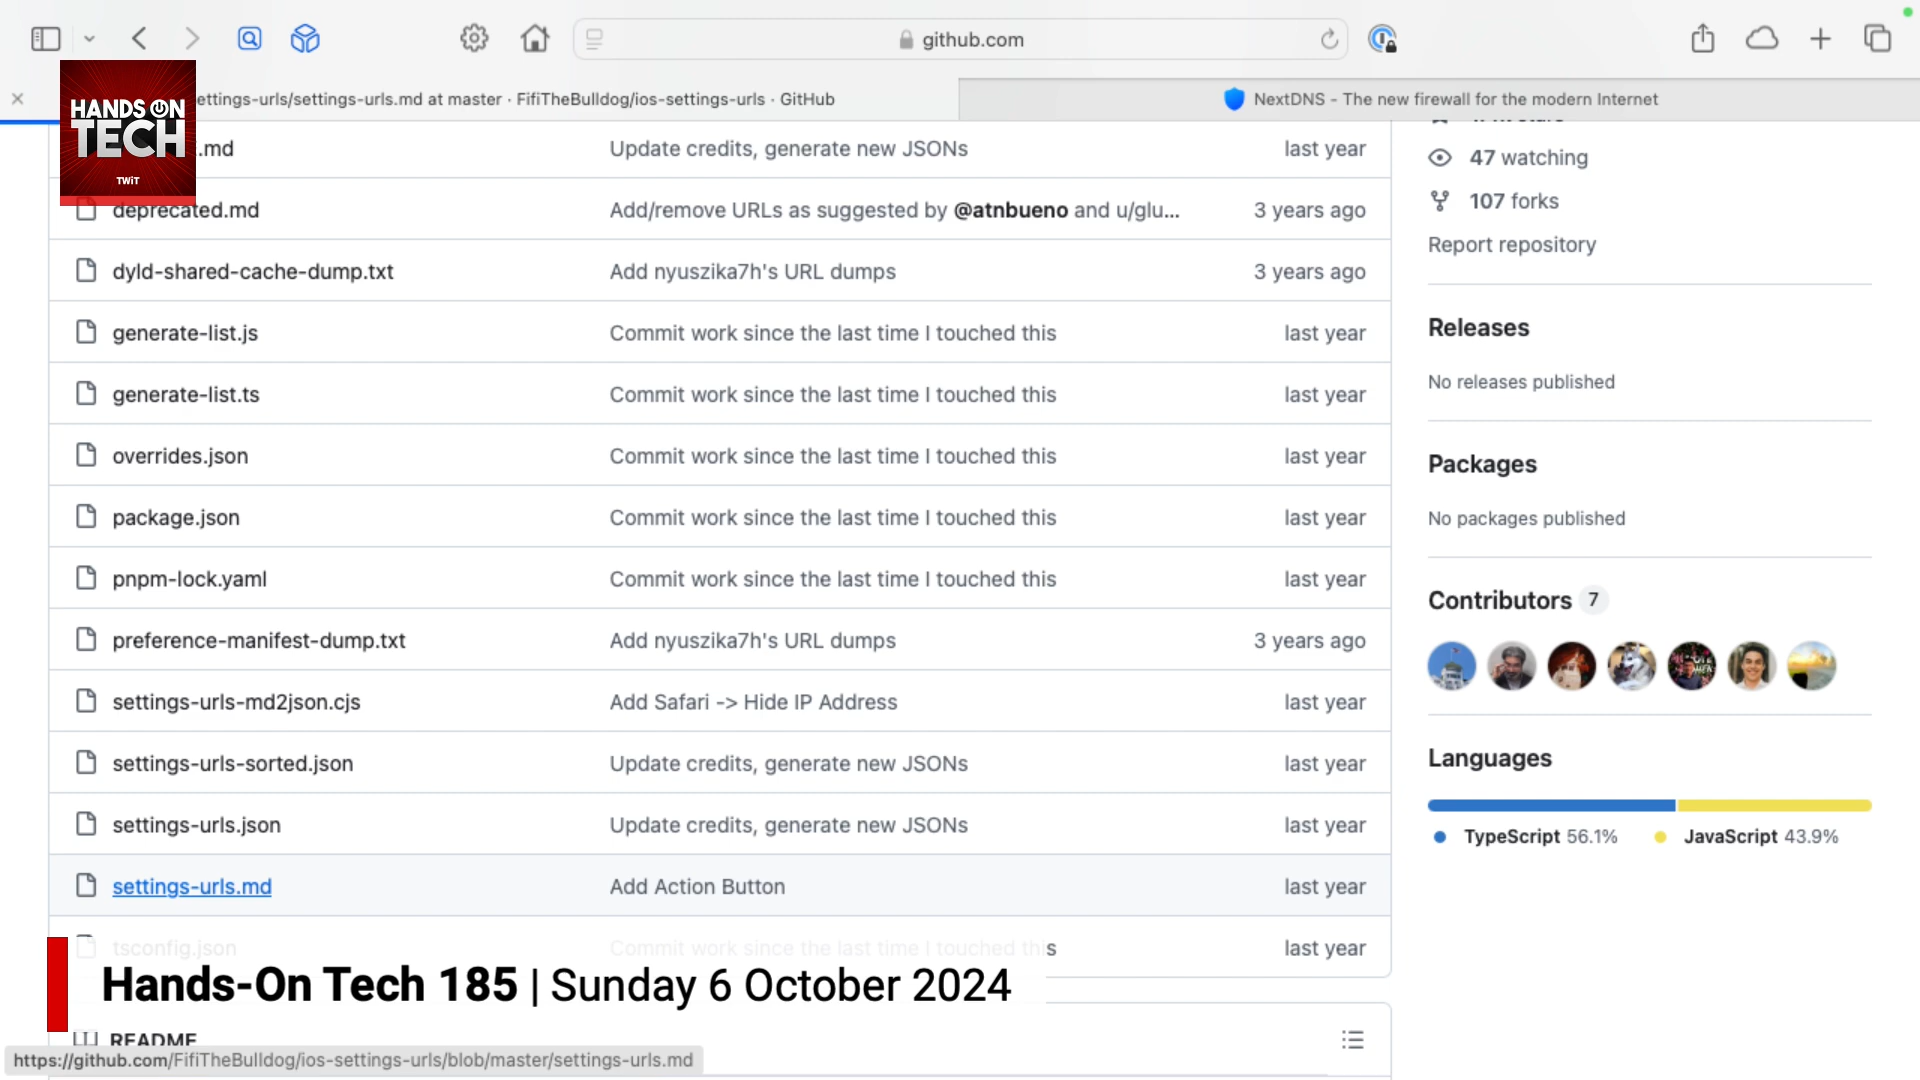 github.com
ettings-urls/settings-urls.md at master · FifiTheBulldog/ios-settings-urls · GitHub
NextDNS - The new firewall for the modern Internet
HANDS ON
TECH
TWiT
.md Update credits, generate new JSONs last year
deprecated.md Add/remove URLs as suggested by @atnbueno and u/glu... 3 years ago
dyld-shared-cache-dump.txt Add nyuszika7h's URL dumps 3 years ago
generate-list.js Commit work since the last time I touched this last year
generate-list.ts Commit work since the last time I touched this last year
overrides.json Commit work since the last time I touched this last year
package.json Commit work since the last time I touched this last year
pnpm-lock.yaml Commit work since the last time I touched this last year
preference-manifest-dump.txt Add nyuszika7h's URL dumps 3 years ago
settings-urls-md2json.cjs Add Safari -> Hide IP Address last year
settings-urls-sorted.json Update credits, generate new JSONs last year
settings-urls.json Update credits, generate new JSONs last year
settings-urls.md Add Action Button last year
tsconfig.json Commit work since the last time I touched this last year
47 watching
107 forks
Report repository
Releases
No releases published
Packages
No packages published
Contributors 7
Languages
TypeScript 56.1% JavaScript 43.9%
Hands-On Tech 185 | Sunday 6 October 2024
README
https://github.com/FifiTheBulldog/ios-settings-urls/blob/master/settings-urls.md